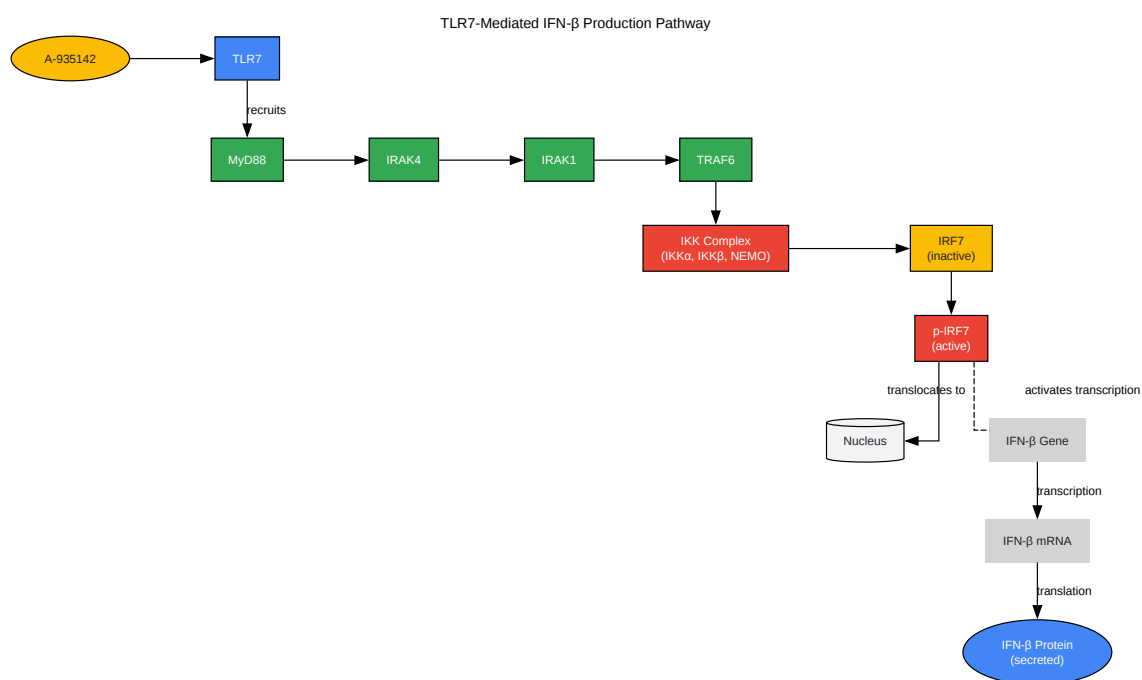 TLR7-Mediated IFN-β Production Pathway
A-935142
TLR7
recruits
MyD88
IRAK4
IRAK1
TRAF6
IKK Complex
(IKKα, IKKβ, NEMO)
IRF7
(inactive)
p-IRF7
(active)
translocates to
activates transcription
Nucleus
IFN-β Gene
transcription
IFN-β mRNA
translation
IFN-β Protein
(secreted)